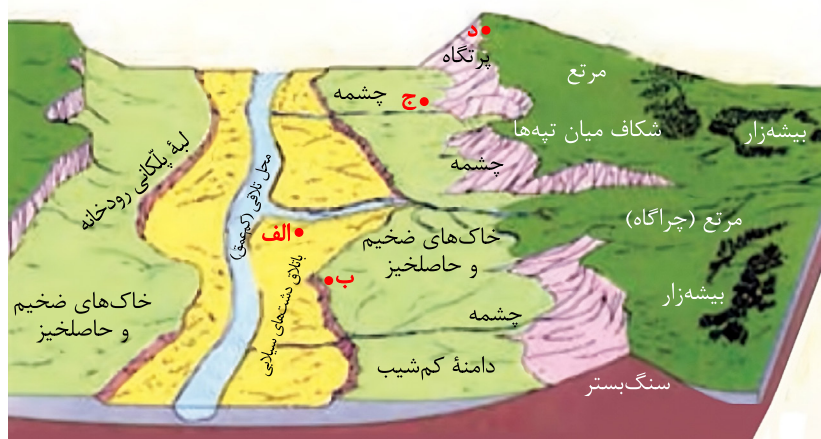 د
پرتگاه
مرتع
چشمه
ج
شکاف میان تپه‌ها
بیشه‌زار
لبهٔ پلّکانی رودخانه
محل تلاقی (کم‌عمق)
چشمه
مرتع (چراگاه)
الف
خاک‌های ضخیم
و حاصلخیز
ب
باتلاق دشت‌های سیلابی
بیشه‌زار
خاک‌های ضخیم
و حاصلخیز
چشمه
دامنهٔ کم‌شیب
سنگ‌بستر